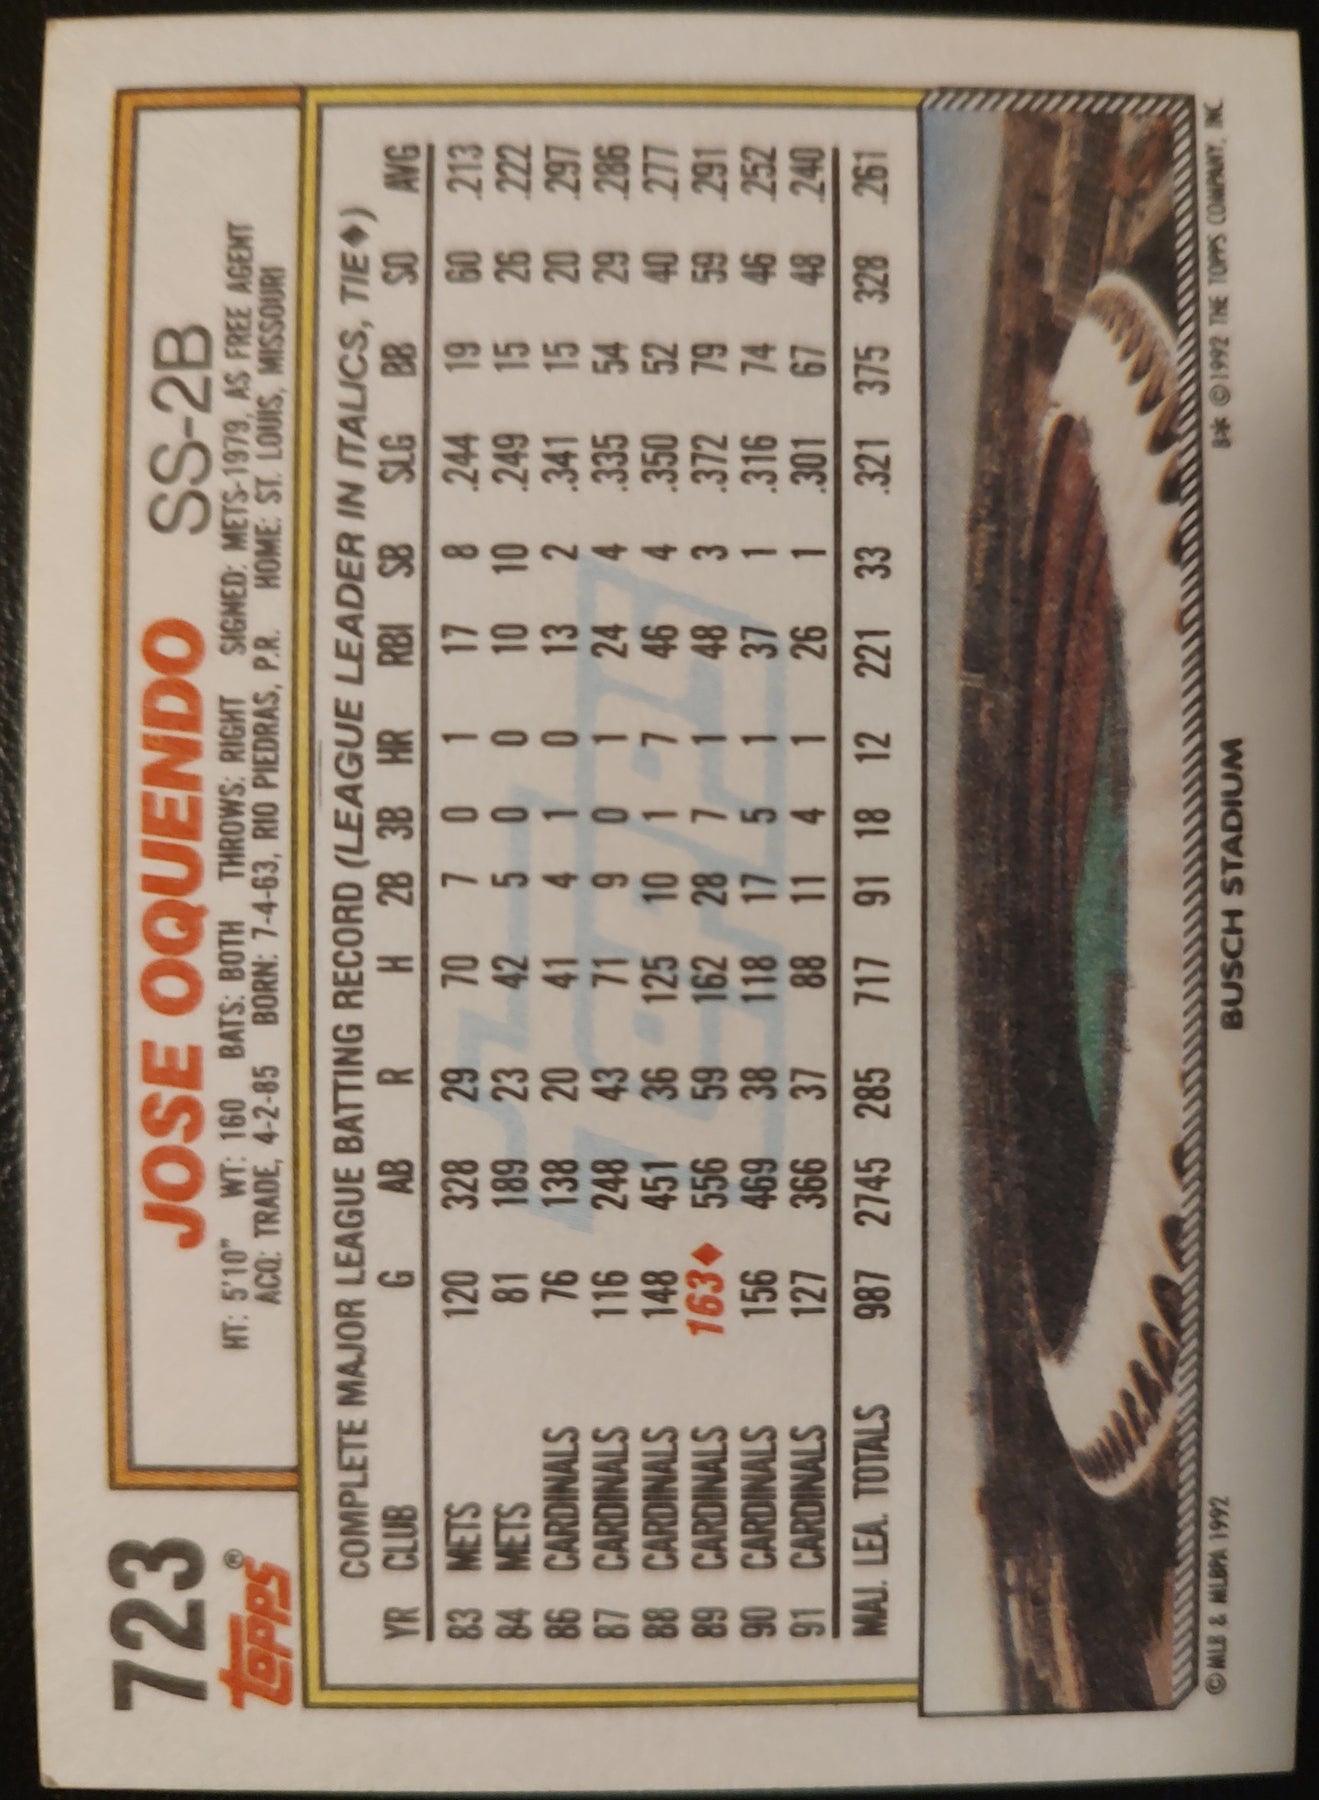 723
JOSE OQUENDO SS-2B
topps®
HT: 5'10" WT: 160 BATS: BOTH THROWS: RIGHT SIGNED: METS-1979, AS FREE AGENT
ACQ: TRADE, 4-2-85 BORN: 7-4-63, RIO PIEDRAS, P.R. HOME: ST. LOUIS, MISSOURI
COMPLETE MAJOR LEAGUE BATTING RECORD (LEAGUE LEADER IN ITALICS, TIE♦)
YR CLUB G AB R H 2B 3B HR RBI SB SLG BB SO AVG
83 METS 120 328 29 70 7 0 1 17 8 .244 19 60 .213
84 METS 81 189 23 42 5 0 0 10 10 .249 15 26 .222
86 CARDINALS 76 138 20 41 4 1 0 13 2 .341 15 20 .297
87 CARDINALS 116 248 43 71 9 0 1 24 4 .335 54 29 .286
88 CARDINALS 148 451 36 125 10 1 7 46 4 .350 52 40 .277
89 CARDINALS 163♦ 556 59 162 28 7 1 48 3 .372 79 59 .291
90 CARDINALS 156 469 38 118 17 5 1 37 1 .316 74 46 .252
91 CARDINALS 127 366 37 88 11 4 1 26 1 .301 67 48 .240
MAJ. LEA. TOTALS 987 2745 285 717 91 18 12 221 33 .321 375 328 .261
© MLB & MLBPA 1992
BUSCH STADIUM
B* © 1992 THE TOPPS COMPANY, INC.